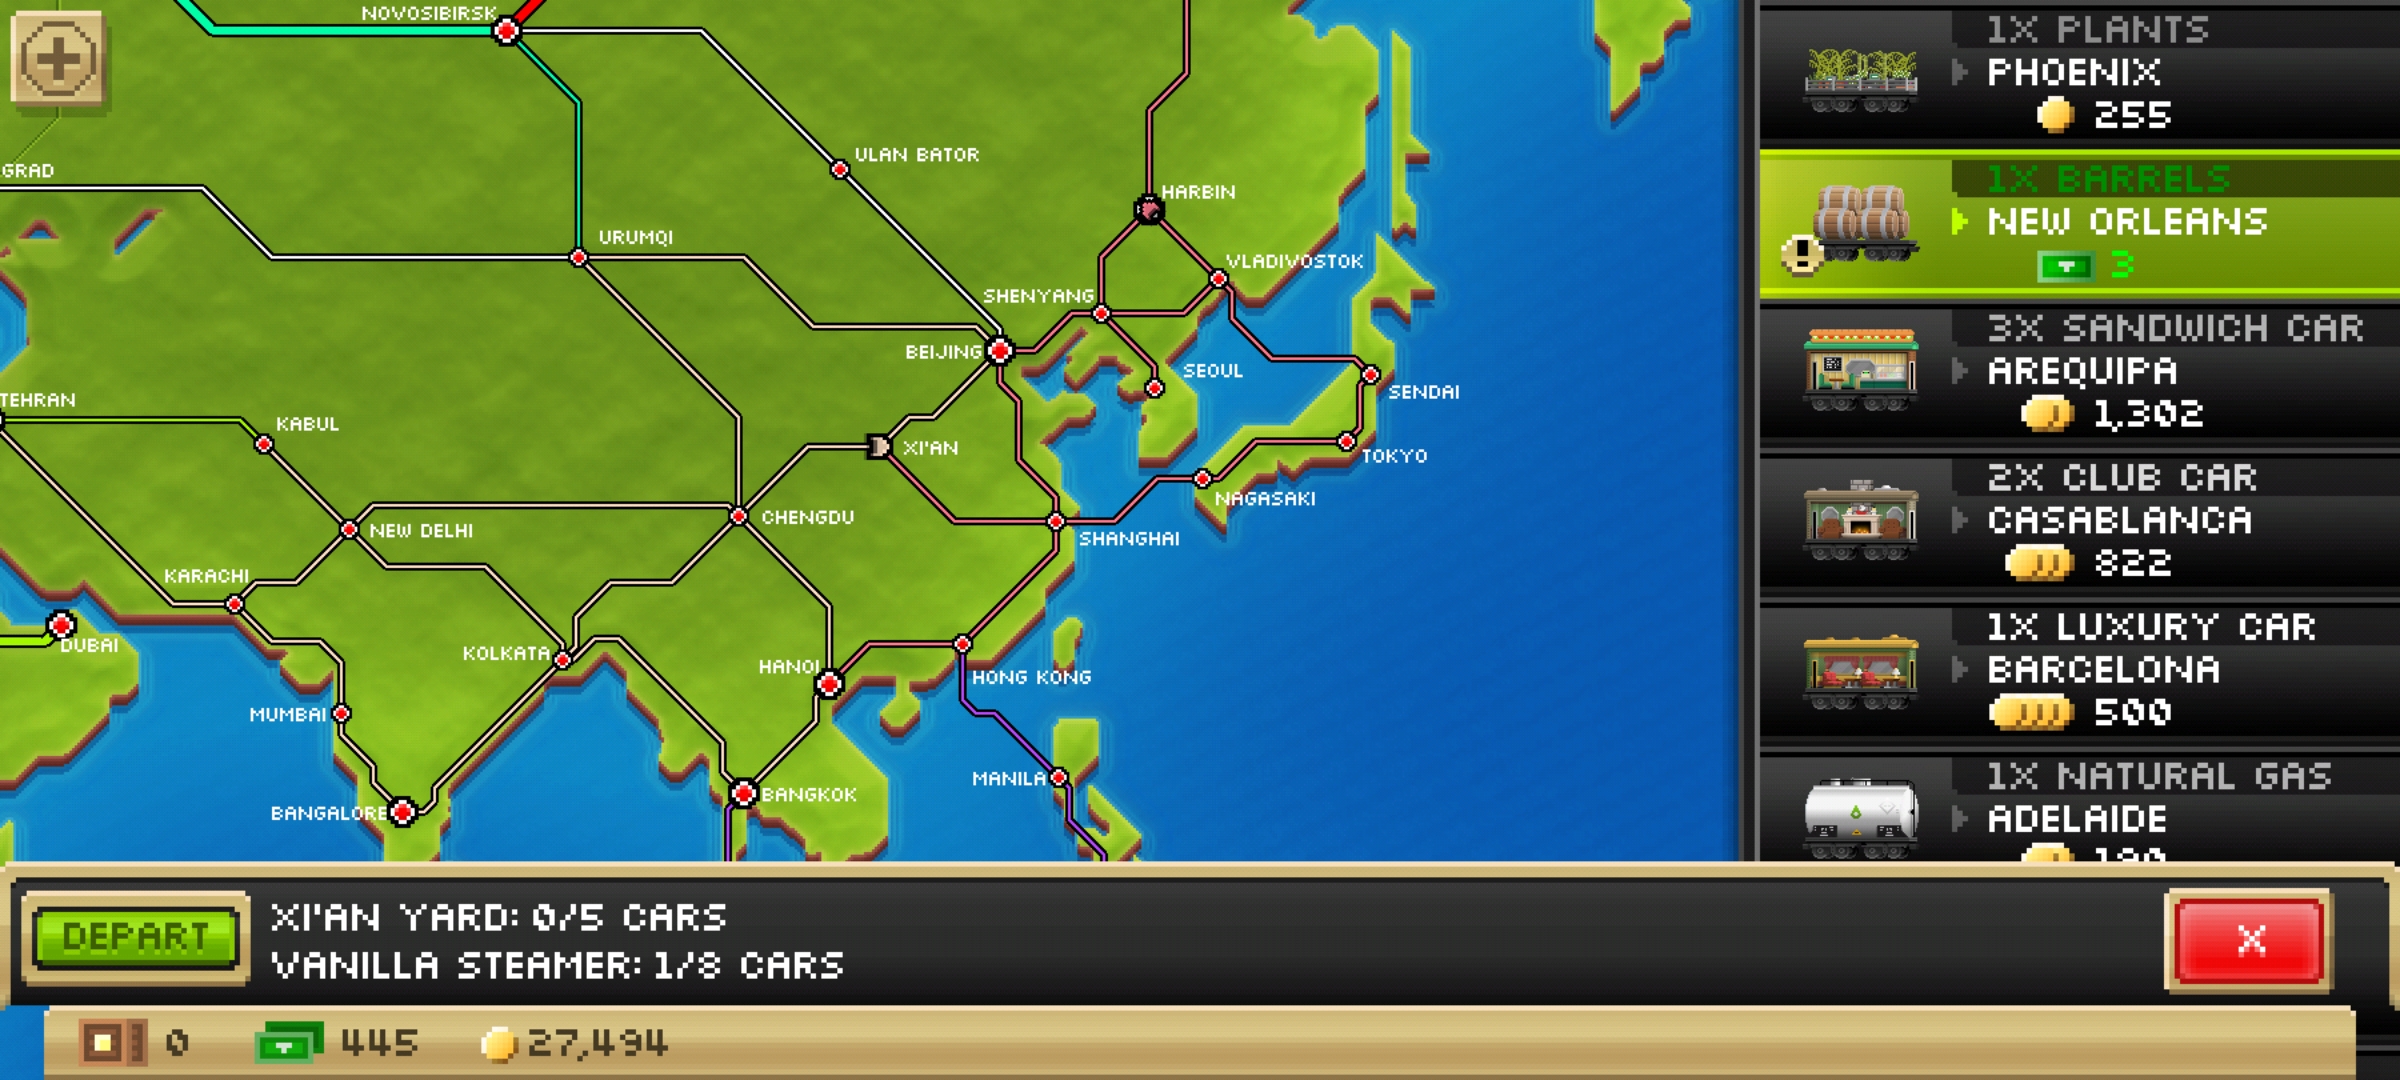 NOVOSIBIRSK
ULAN BATOR
GRAD
HARBIN
URUMQI
VLADIVOSTOK
SHENYANG
BEIJING
SEOUL
SENDAI
TEHRAN
KABUL
XI'AN
TOKYO
NAGASAKI
NEW DELHI
CHENGDU
SHANGHAI
KARACHI
DUBAI
KOLKATA
HANOI
HONG KONG
MUMBAI
MANILA
BANGALORE
BANGKOK
1X PLANTS
PHOENIX
255
1X BARRELS
NEW ORLEANS
3
3X SANDWICH CAR
AREQUIPA
1,302
2X CLUB CAR
CASABLANCA
822
1X LUXURY CAR
BARCELONA
500
1X NATURAL GAS
ADELAIDE
DEPART
XI'AN YARD: 0/5 CARS
VANILLA STEAMER: 1/8 CARS
X
0
445
27,494